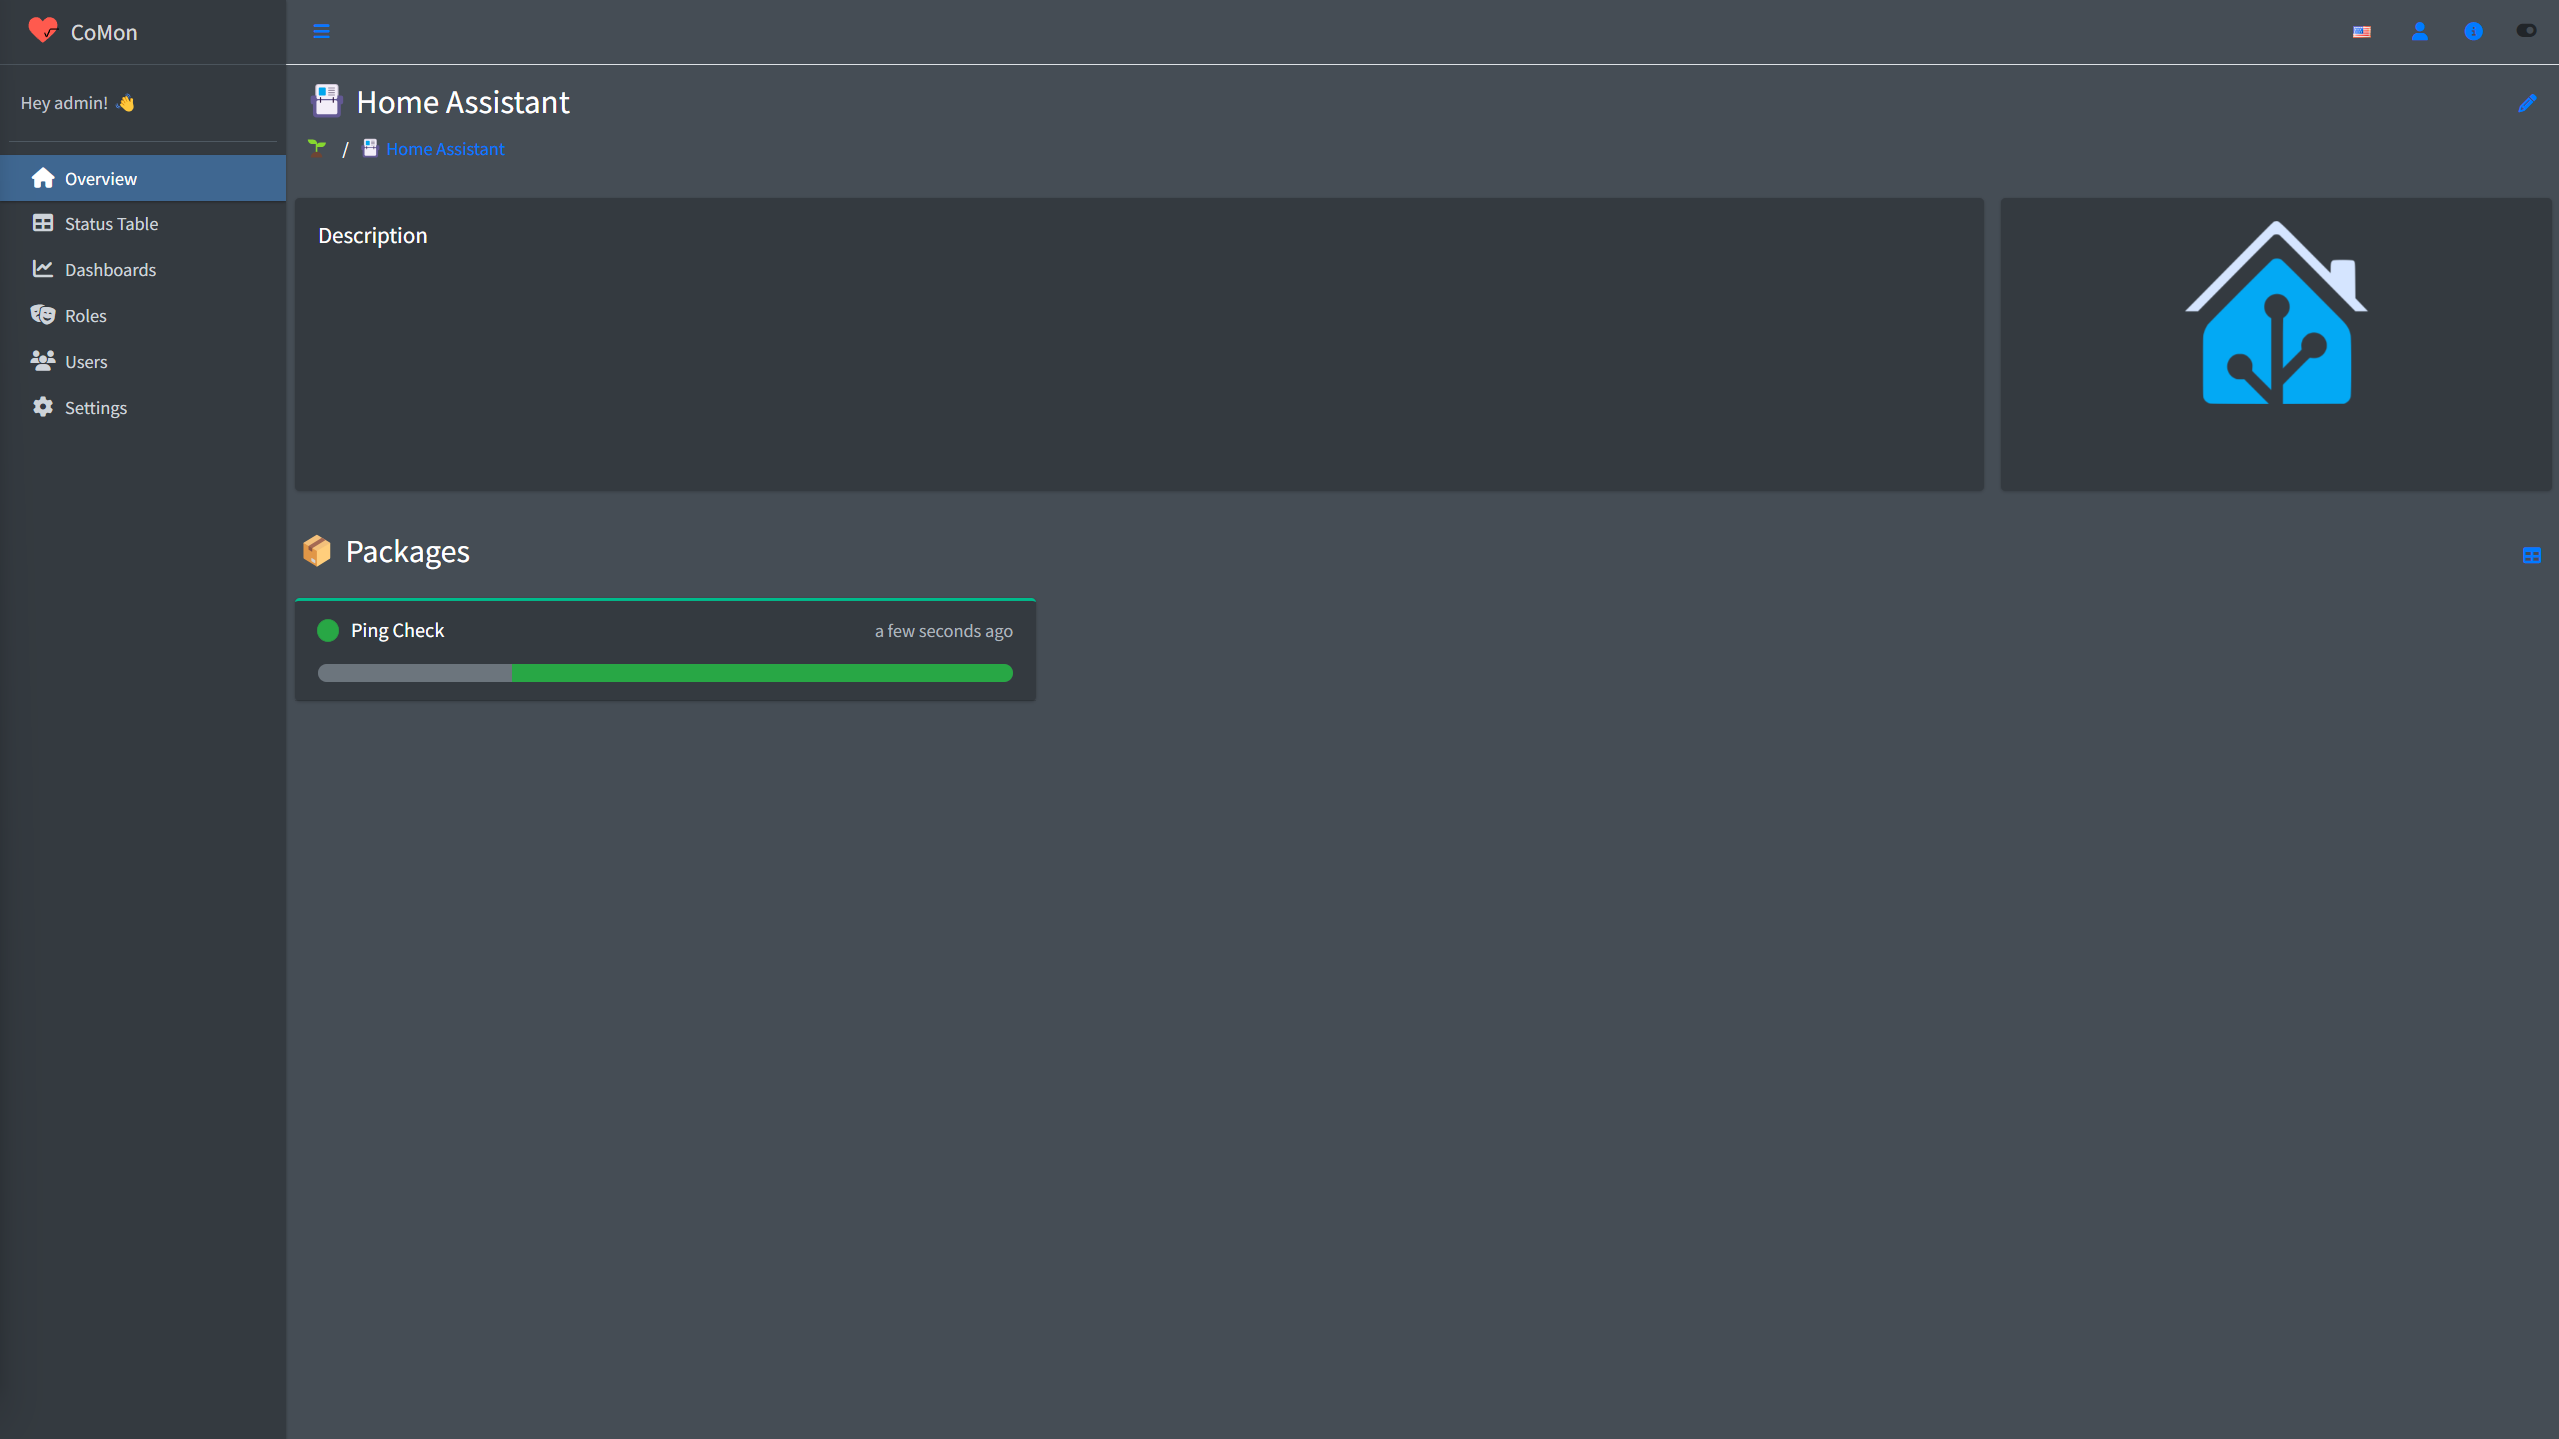 CoMon
Hey admin! 👋
Overview
Status Table
Dashboards
Roles
Users
Settings
Home Assistant
/ Home Assistant
Description
Packages
Ping Check
a few seconds ago